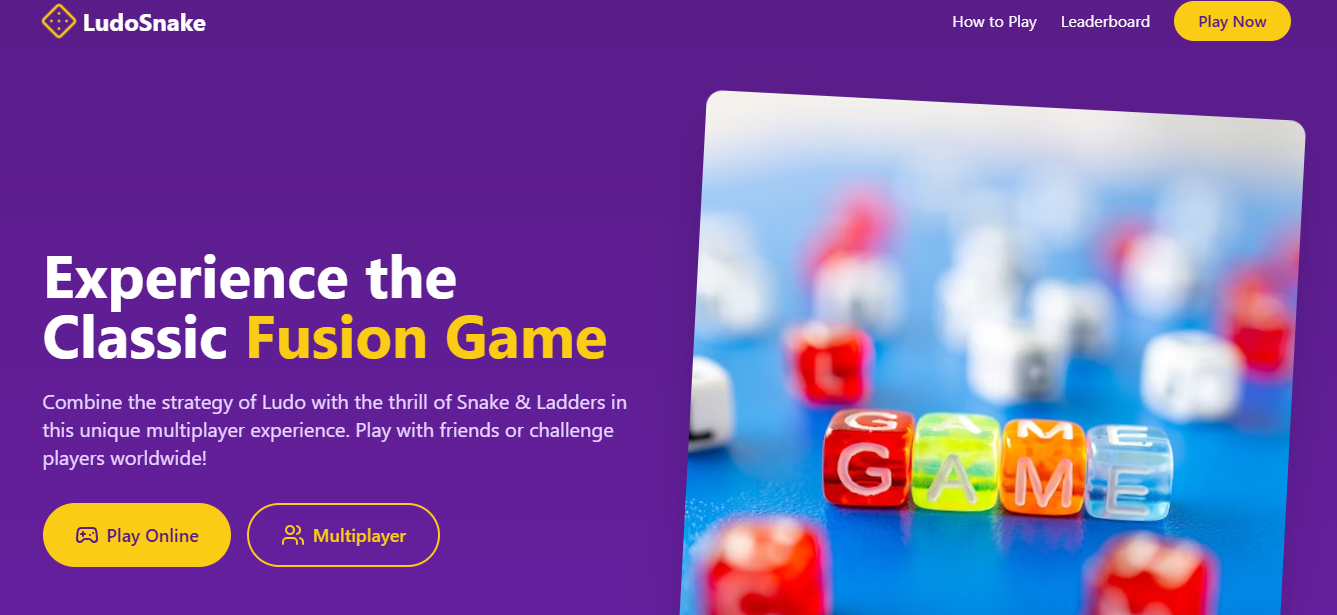 LudoSnake
How to Play
Leaderboard
Play Now
Experience the
Classic Fusion Game
Combine the strategy of Ludo with the thrill of Snake & Ladders in
this unique multiplayer experience. Play with friends or challenge
players worldwide!
Play Online
Multiplayer
GAME
GAME